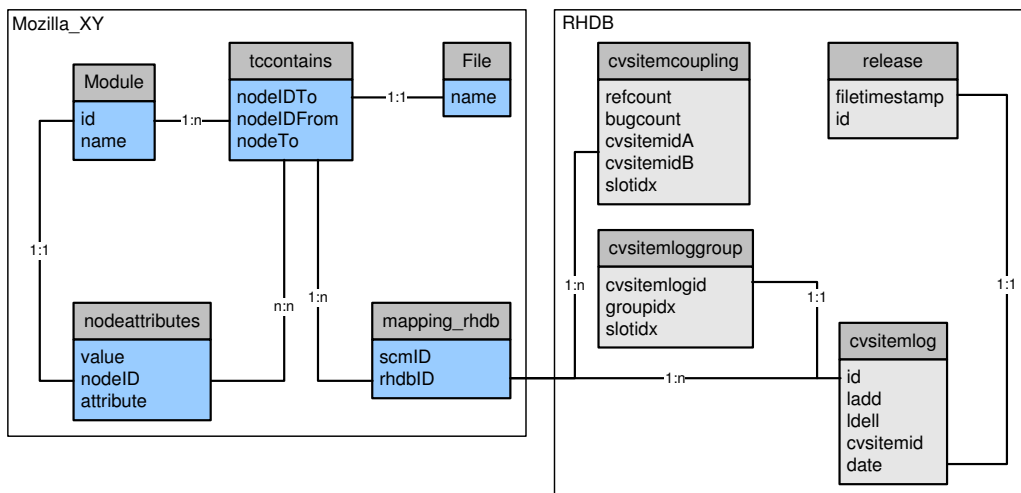 Mozilla_XY
Module
id
name
tccontains
nodeIDTo
nodeIDFrom
nodeTo
File
name
1:n
1:1
1:1
n:n
1:n
nodeattributes
value
nodeID
attribute
mapping_rhdb
scmID
rhdbID
RHDB
cvsitemcoupling
refcount
bugcount
cvsitemidA
cvsitemidB
slotidx
release
filetimestamp
id
cvsitemloggroup
cvsitemlogid
groupidx
slotidx
1:n
1:1
1:1
1:n
cvsitemlog
id
ladd
ldell
cvsitemid
date